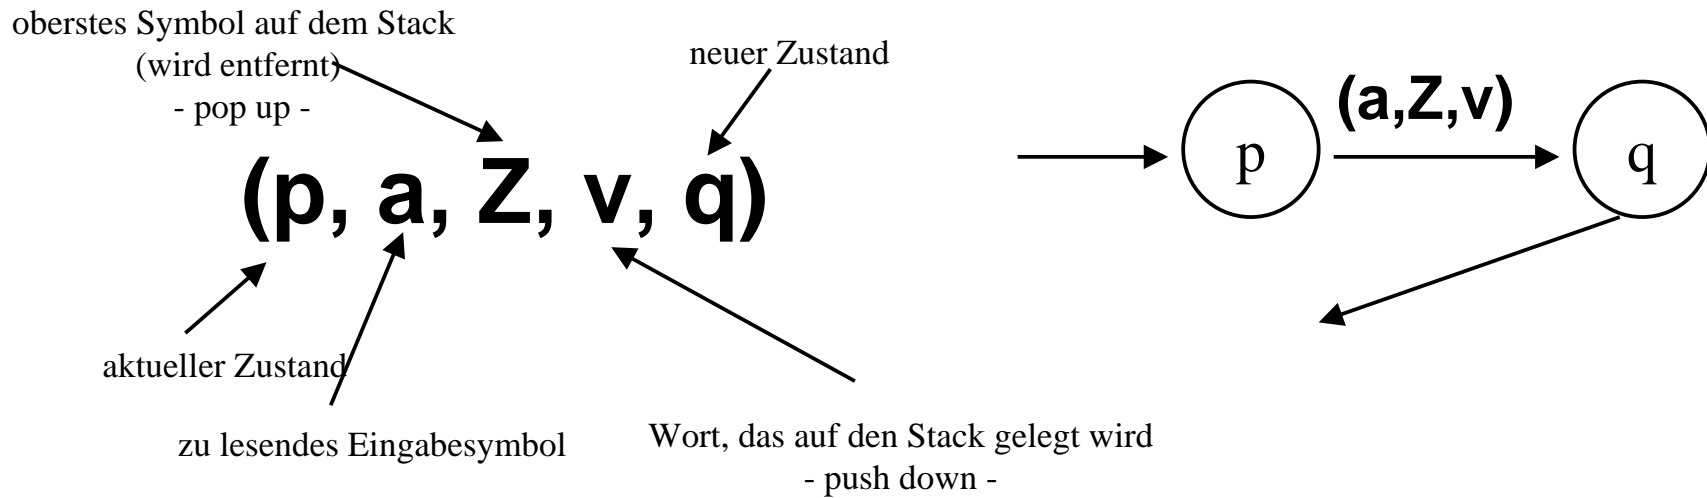 oberstes Symbol auf dem Stack
(wird entfernt)
- pop up -
neuer Zustand
(p, a, Z, v, q)
aktueller Zustand
zu lesendes Eingabesymbol
Wort, das auf den Stack gelegt wird
- push down -
(a,Z,v)
p
q